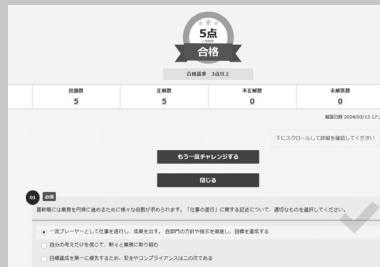 5点
合格
合格基準 3点以上
出題数
正解数
不正解数
未解答数
5
5
0
0
解答日時 2024/03/13 17:
下にスクロールして詳細を確認してください
もう一度チャレンジする
閉じる
01 必須
基幹職には業務を円滑に進めるために様々な役割が求められます。「仕事の遂行」に関する記述について、適切なものを選択してください。
一流プレーヤーとして仕事を遂行し、成果を出す。自部門の方針や指示を徹底し、目標を達成する
自分の考えだけを信じて、黙々と業務に取り組む
目標達成を第一に優先するため、安全やコンプライアンスは二の次である